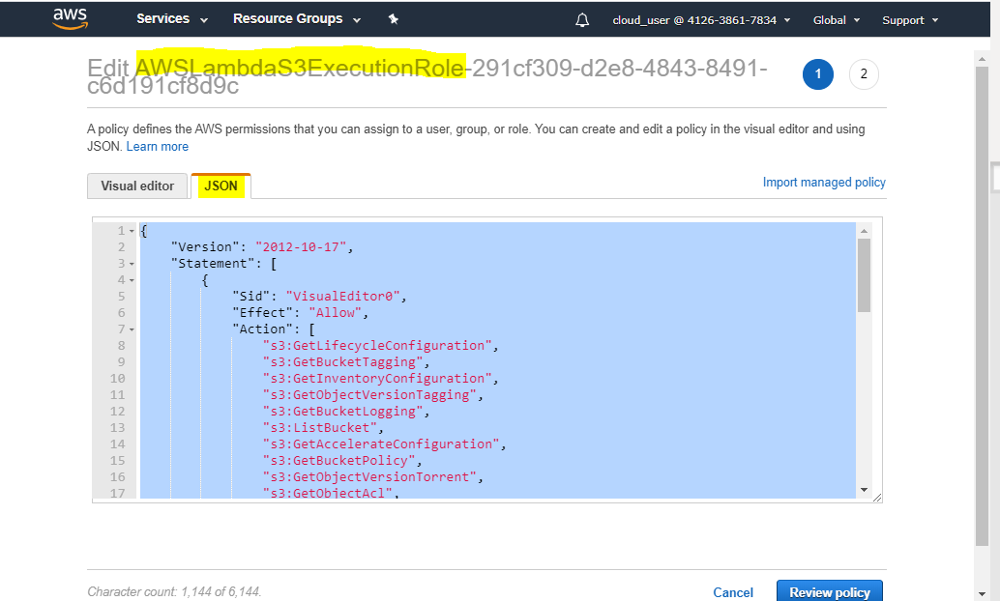 aws Services Resource Groups cloud_user @ 4126-3861-7834 Global Support
Edit AWSLambdaS3ExecutionRole-291cf309-d2e8-4843-8491-
c6d191cf8d9c
1 2
A policy defines the AWS permissions that you can assign to a user, group, or role. You can create and edit a policy in the visual editor and using
JSON. Learn more
Visual editor JSON Import managed policy
1 {
2 "Version": "2012-10-17",
3 "Statement": [
4 {
5 "Sid": "VisualEditor0",
6 "Effect": "Allow",
7 "Action": [
8 "s3:GetLifecycleConfiguration",
9 "s3:GetBucketTagging",
10 "s3:GetInventoryConfiguration",
11 "s3:GetObjectVersionTagging",
12 "s3:GetBucketLogging",
13 "s3:ListBucket",
14 "s3:GetAccelerateConfiguration",
15 "s3:GetBucketPolicy",
16 "s3:GetObjectVersionTorrent",
17 "s3:GetObjectAcl",
Character count: 1,144 of 6,144.
Cancel Review policy